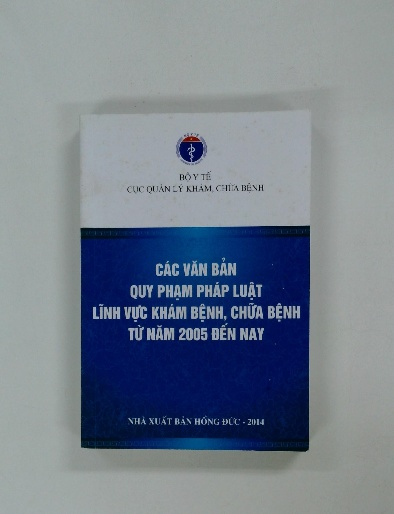 BỘ Y TẾ
CỤC QUẢN LÝ KHÁM, CHỮA BỆNH
CÁC VĂN BẢN
QUY PHẠM PHÁP LUẬT
LĨNH VỰC KHÁM BỆNH, CHỮA BỆNH
TỪ NĂM 2005 ĐẾN NAY
NHÀ XUẤT BẢN HỒNG ĐỨC - 2014